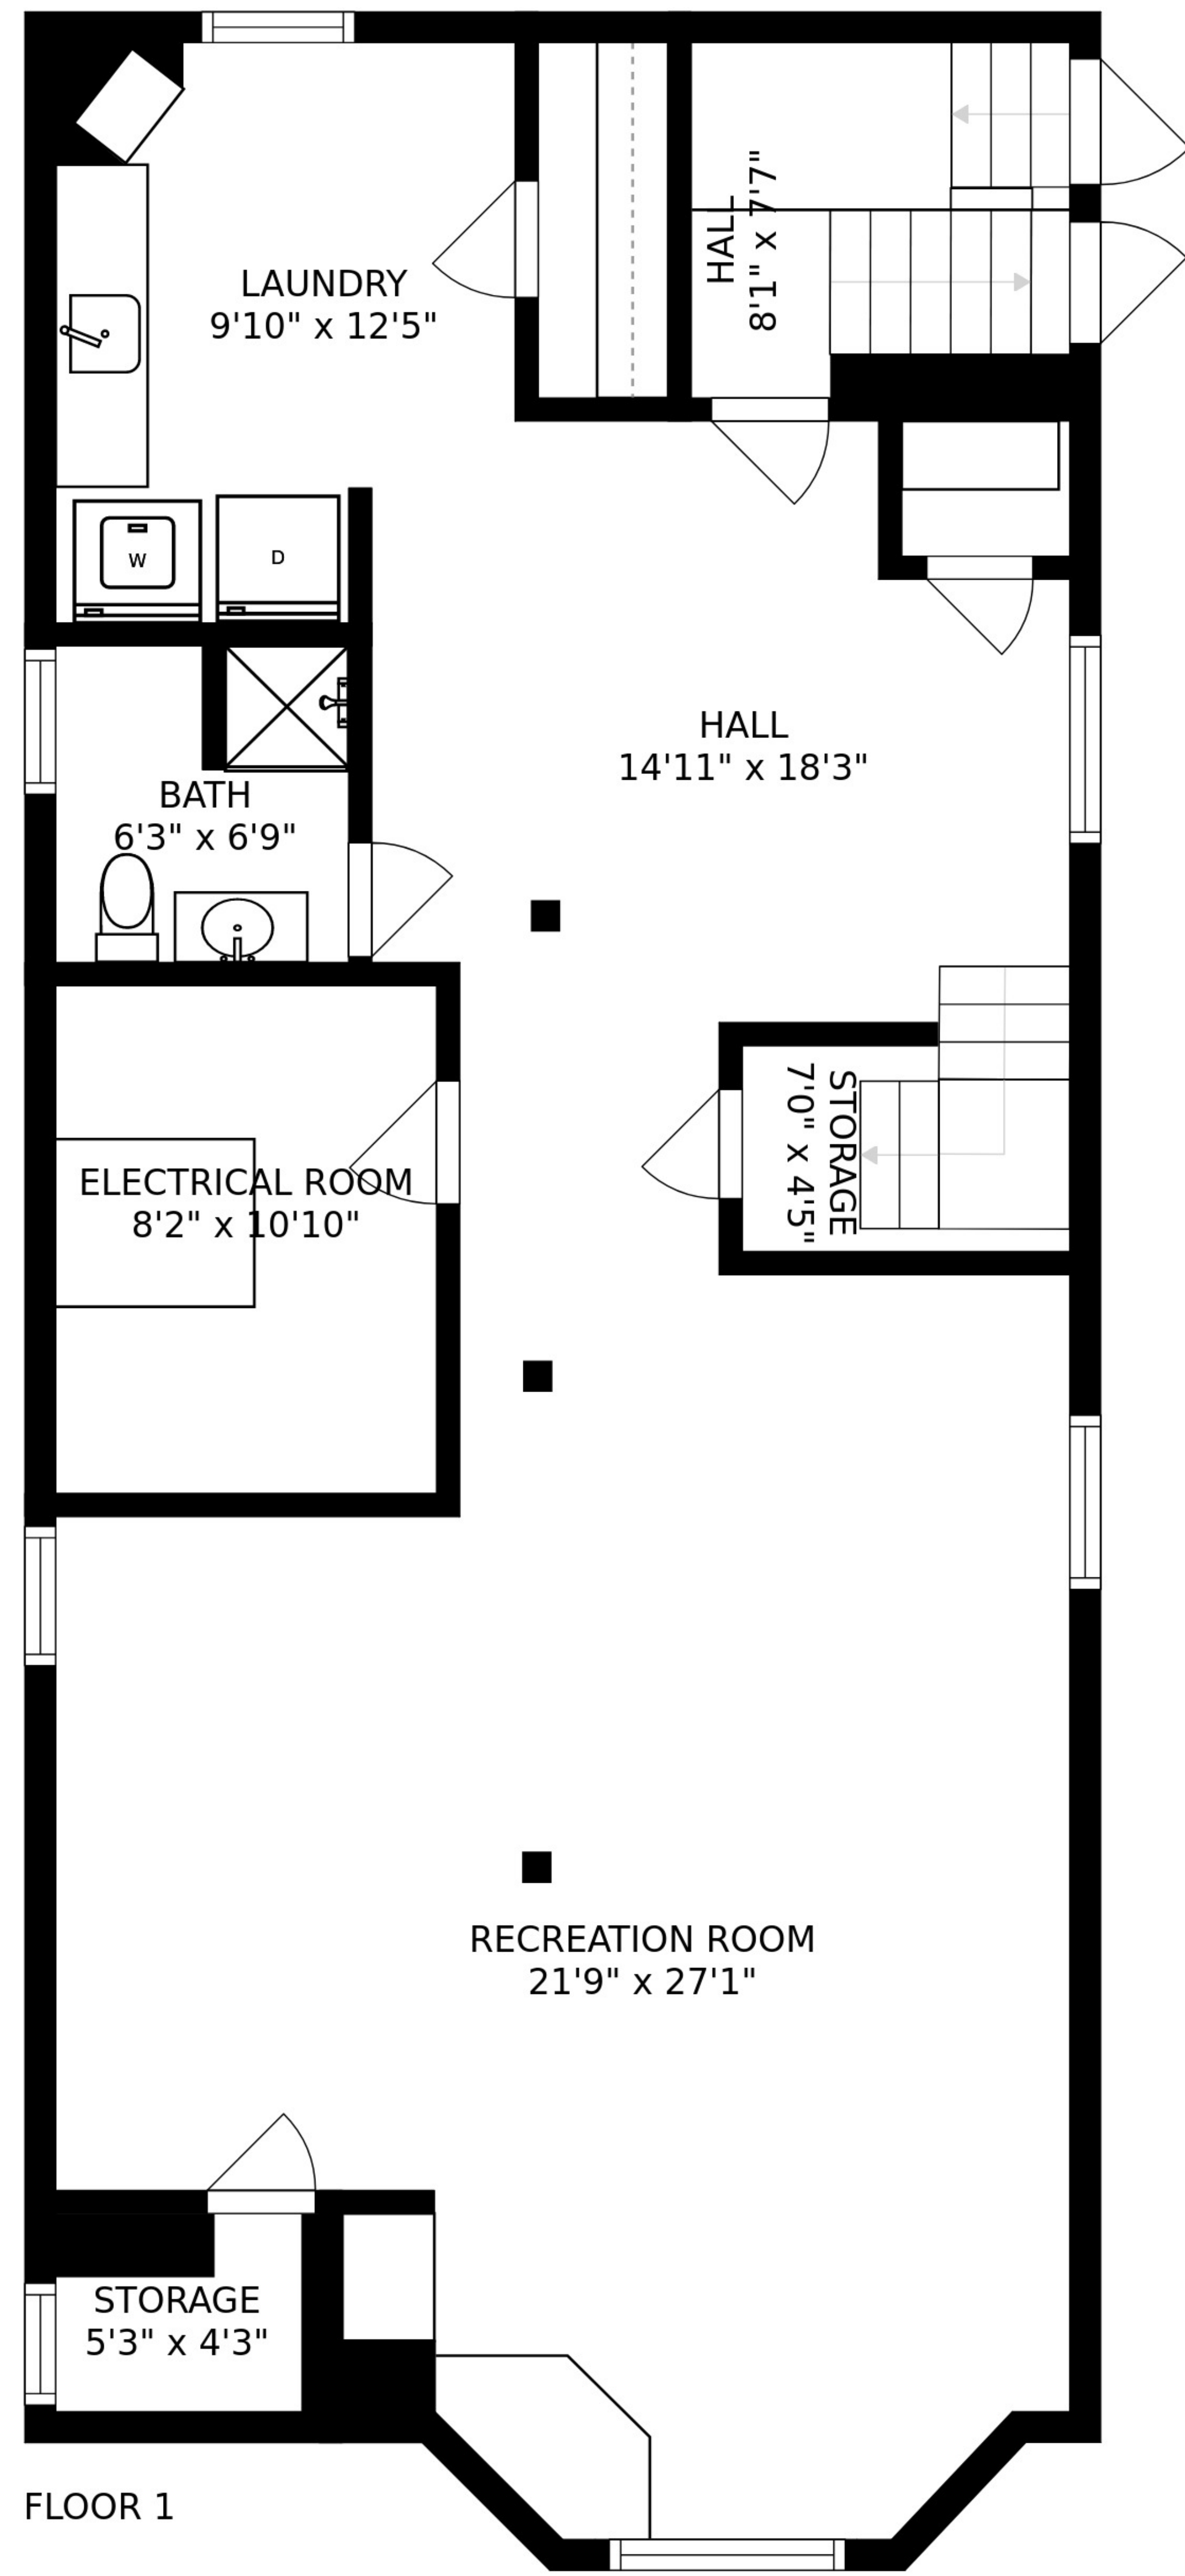 HALL
8'1" x 7'7"
LAUNDRY
9'10" x 12'5"
W
D
HALL
14'11" x 18'3"
BATH
6'3" x 6'9"
STORAGE
7'0" x 4'5"
ELECTRICAL ROOM
8'2" x 10'10"
RECREATION ROOM
21'9" x 27'1"
STORAGE
5'3" x 4'3"
FLOOR 1